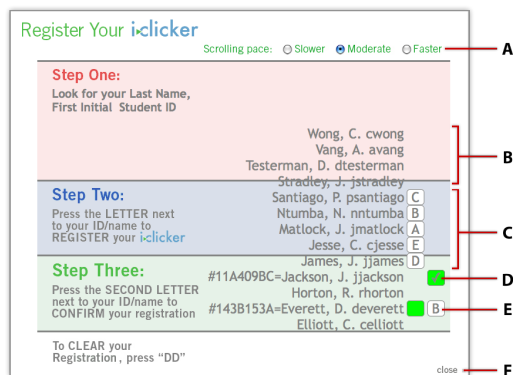 Register Your i▸clicker
Scrolling pace: Slower Moderate Faster
A
Step One:
Look for your Last Name,
First Initial Student ID
Wong, C. cwong
Vang, A. avang
B
Testerman, D. dtesterman
Stradley, J. jstradley
Step Two:
Santiago, P. psantiago C
Press the LETTER next
Ntumba, N. nntumba B
to your ID/name to
Matlock, J. jmatlock A
C
REGISTER your i▸clicker
Jesse, C. cjesse E
James, J. jjames D
Step Three:
#11A409BC=Jackson, J. jjackson
D
Press the SECOND LETTER
Horton, R. rhorton
next to your ID/name to
#143B153A=Everett, D. deverett B
E
CONFIRM your registration
Elliott, C. celliott
To CLEAR your
Registration, press “DD”
close
F